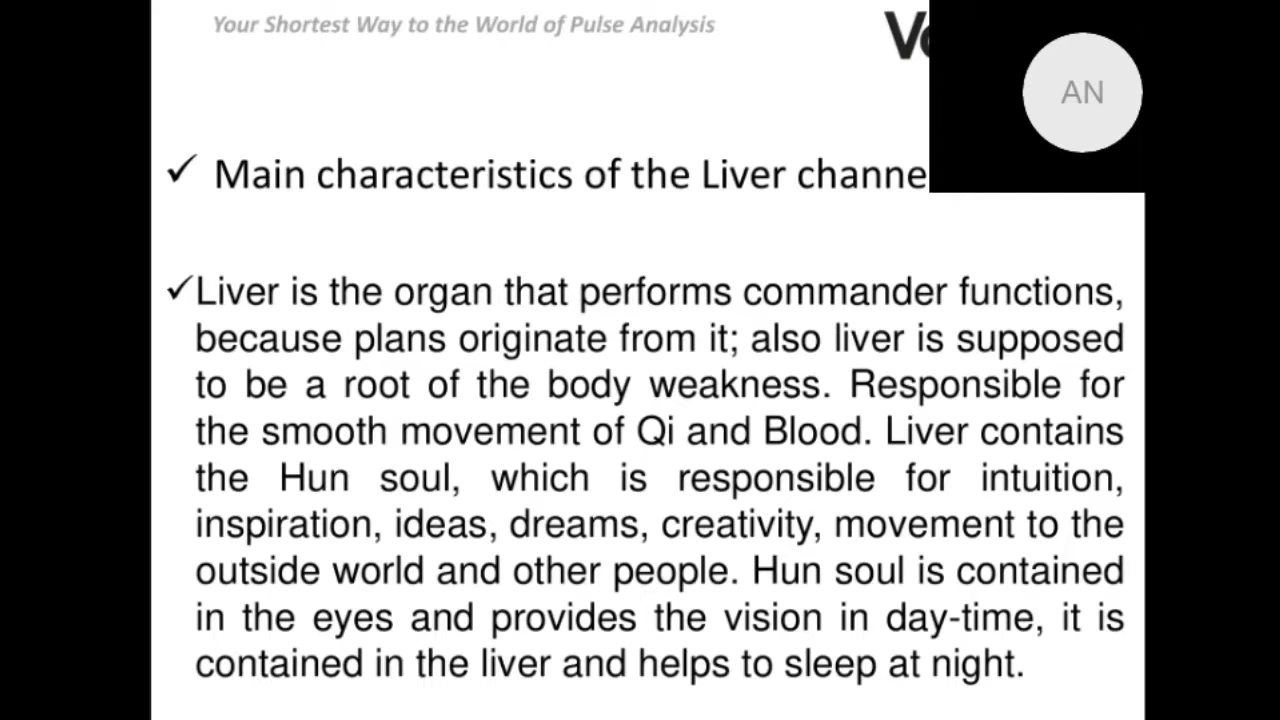 Your Shortest Way to the World of Pulse Analysis
AN
✓ Main characteristics of the Liver
✓Liver is the organ that performs commander functions,
because plans originate from it; also liver is supposed
to be a root of the body weakness. Responsible for
the smooth movement of Qi and Blood. Liver contains
the Hun soul, which is responsible for intuition,
inspiration, ideas, dreams, creativity, movement to the
outside world and other people. Hun soul is contained
in the eyes and provides the vision in day-time, it is
contained in the liver and helps to sleep at night.